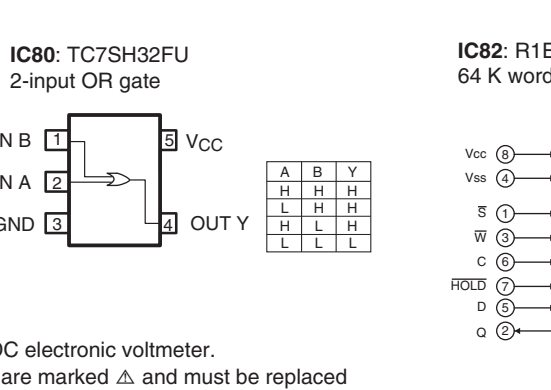 IC80: TC7SH32FU
2-input OR gate
N B 1
N A 2
GND 3
5 VCC
4 OUT Y
A B Y
H H H
L H H
H L H
L L L
IC82: R1E
64 K word
Vcc 8
Vss 4
S 1
W 3
C 6
HOLD 7
D 5
Q 2
DC electronic voltmeter.
are marked ⚠ and must be replaced